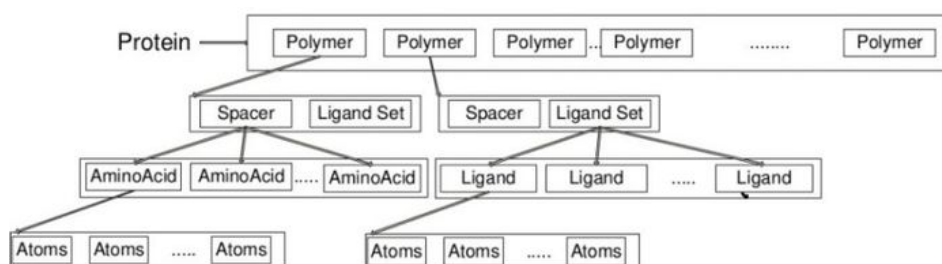 Protein Polymer Polymer Polymer ... Polymer ........ Polymer
Spacer Ligand Set Spacer Ligand Set
AminoAcid AminoAcid ..... AminoAcid Ligand Ligand ..... Ligand
Atoms Atoms ..... Atoms Atoms Atoms ..... Atoms